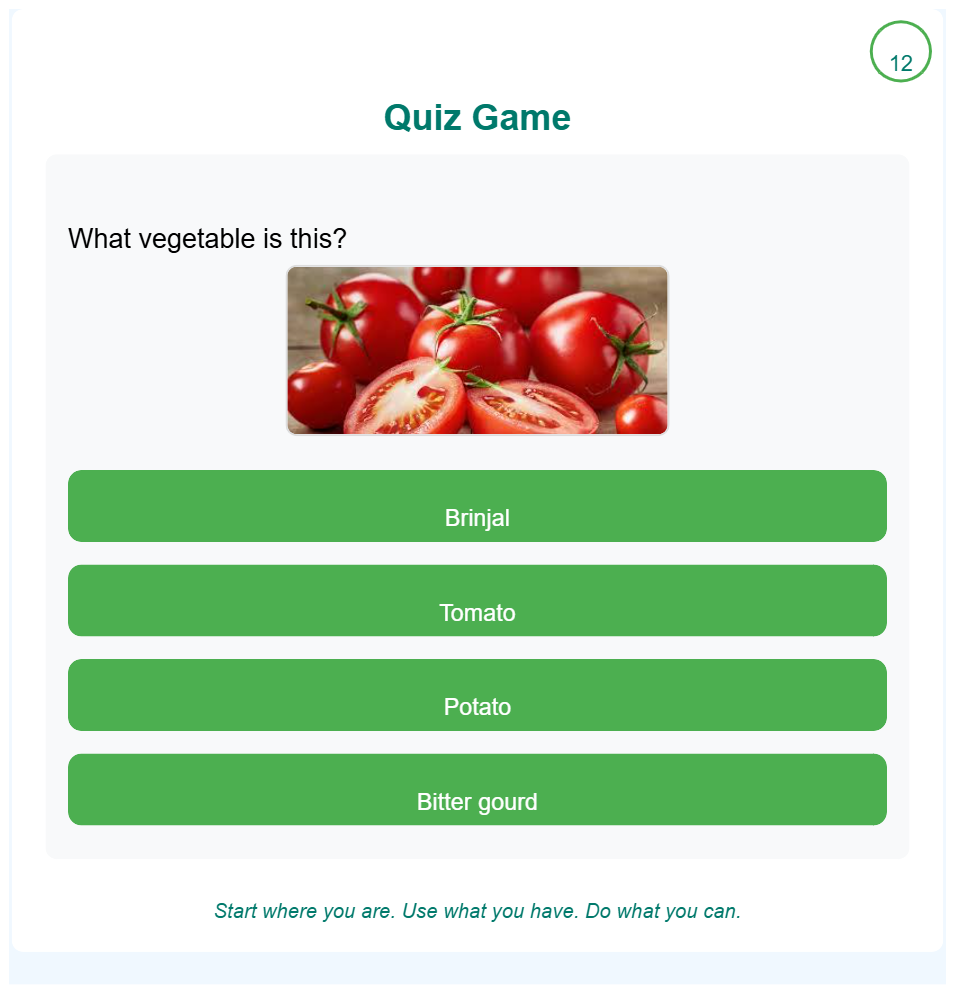 12
Quiz Game
What vegetable is this?
Brinjal
Tomato
Potato
Bitter gourd
Start where you are. Use what you have. Do what you can.